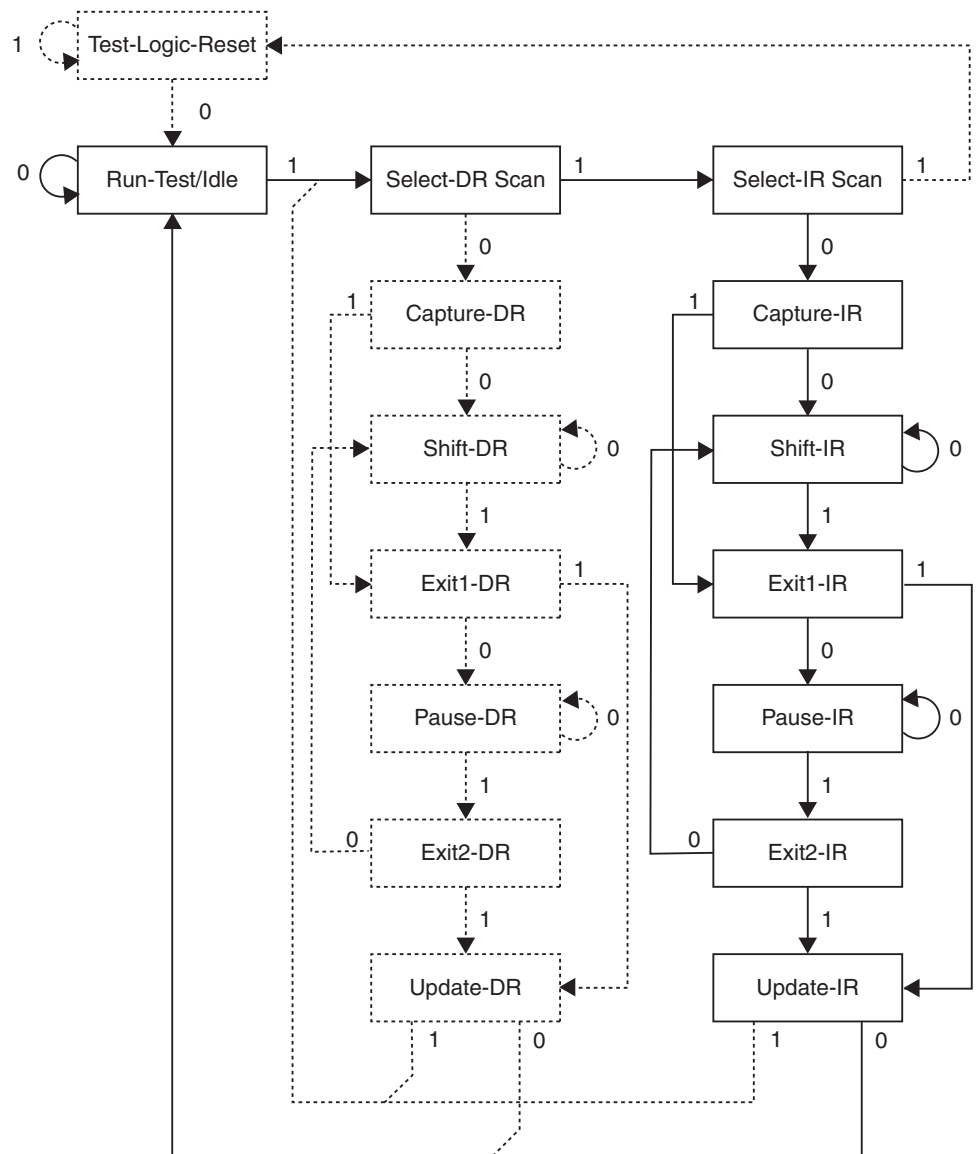 1
Test-Logic-Reset
0
0
Run-Test/Idle
1
Select-DR Scan
1
Select-IR Scan
1
0
0
1
Capture-DR
1
Capture-IR
0
0
Shift-DR
0
Shift-IR
0
1
1
Exit1-DR
1
Exit1-IR
1
0
0
Pause-DR
0
Pause-IR
0
1
1
0
Exit2-DR
0
Exit2-IR
1
1
Update-DR
Update-IR
1
0
1
0